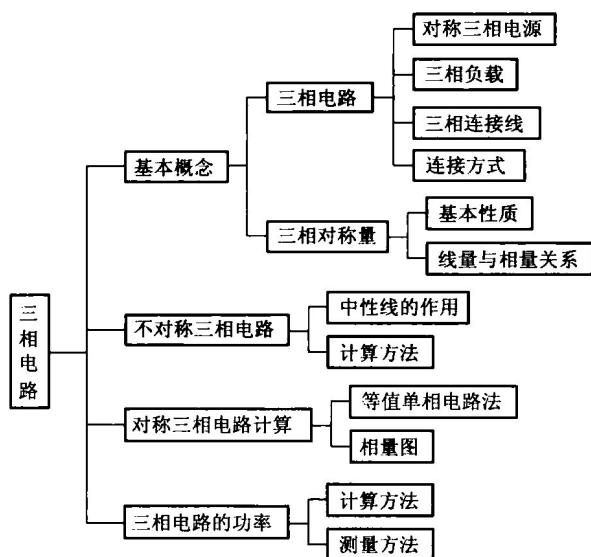 对称三相电源
三相负载
三相电路
三相连接线
连接方式
基本概念
基本性质
三相对称量
线量与相量关系
三相电路
中性线的作用
不对称三相电路
计算方法
等值单相电路法
对称三相电路计算
相量图
计算方法
三相电路的功率
测量方法